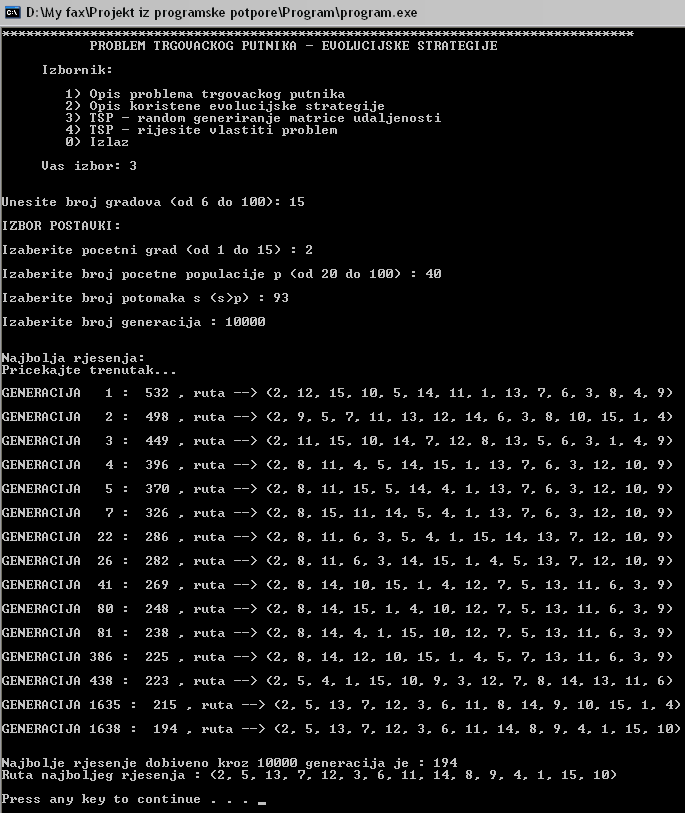 D:\My fax\Projekt iz programske potpore\Program\program.exe
*******************************************************************************
PROBLEM TRGOVACKOG PUTNIKA - EVOLUCIJSKE STRATEGIJE
Izbornik:
1) Opis problema trgovackog putnika
2) Opis koristene evolucijske strategije
3) TSP - random generiranje matrice udaljenosti
4) TSP - rijesite vlastiti problem
0) Izlaz
Vas izbor: 3
Unesite broj gradova (od 6 do 100): 15
IZBOR POSTAVKI:
Izaberite pocetni grad (od 1 do 15) : 2
Izaberite broj pocetne populacije p (od 20 do 100) : 40
Izaberite broj potomaka s (s>p) : 93
Izaberite broj generacija : 10000
Najbolja rjesenja:
Pricekajte trenutak...
GENERACIJA 1 : 532 , ruta --> (2, 12, 15, 10, 5, 14, 11, 1, 13, 7, 6, 3, 8, 4, 9)
GENERACIJA 2 : 498 , ruta --> (2, 9, 5, 7, 11, 13, 12, 14, 6, 3, 8, 10, 15, 1, 4)
GENERACIJA 3 : 449 , ruta --> (2, 11, 15, 10, 14, 7, 12, 8, 13, 5, 6, 3, 1, 4, 9)
GENERACIJA 4 : 396 , ruta --> (2, 8, 11, 4, 5, 14, 15, 1, 13, 7, 6, 3, 12, 10, 9)
GENERACIJA 5 : 370 , ruta --> (2, 8, 11, 15, 5, 14, 4, 1, 13, 7, 6, 3, 12, 10, 9)
GENERACIJA 7 : 326 , ruta --> (2, 8, 15, 11, 14, 5, 4, 1, 13, 7, 6, 3, 12, 10, 9)
GENERACIJA 22 : 286 , ruta --> (2, 8, 11, 6, 3, 5, 4, 1, 15, 14, 13, 7, 12, 10, 9)
GENERACIJA 26 : 282 , ruta --> (2, 8, 11, 6, 3, 14, 15, 1, 4, 5, 13, 7, 12, 10, 9)
GENERACIJA 41 : 269 , ruta --> (2, 8, 14, 10, 15, 1, 4, 12, 7, 5, 13, 11, 6, 3, 9)
GENERACIJA 80 : 248 , ruta --> (2, 8, 14, 15, 1, 4, 10, 12, 7, 5, 13, 11, 6, 3, 9)
GENERACIJA 81 : 238 , ruta --> (2, 8, 14, 4, 1, 15, 10, 12, 7, 5, 13, 11, 6, 3, 9)
GENERACIJA 386 : 225 , ruta --> (2, 8, 14, 12, 10, 15, 1, 4, 5, 7, 13, 11, 6, 3, 9)
GENERACIJA 438 : 223 , ruta --> (2, 5, 4, 1, 15, 10, 9, 3, 12, 7, 8, 14, 13, 11, 6)
GENERACIJA 1635 : 215 , ruta --> (2, 5, 13, 7, 12, 3, 6, 11, 8, 14, 9, 10, 15, 1, 4)
GENERACIJA 1638 : 194 , ruta --> (2, 5, 13, 7, 12, 3, 6, 11, 14, 8, 9, 4, 1, 15, 10)
Najbolje rjesenje dobiveno kroz 10000 generacija je : 194
Ruta najboljeg rjesenja : (2, 5, 13, 7, 12, 3, 6, 11, 14, 8, 9, 4, 1, 15, 10)
Press any key to continue . . . _